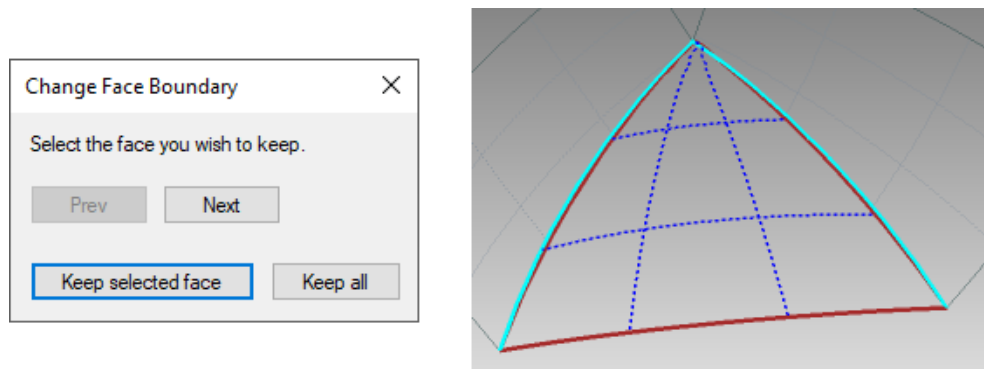 Change Face Boundary
Select the face you wish to keep.
Prev Next
Keep selected face Keep all